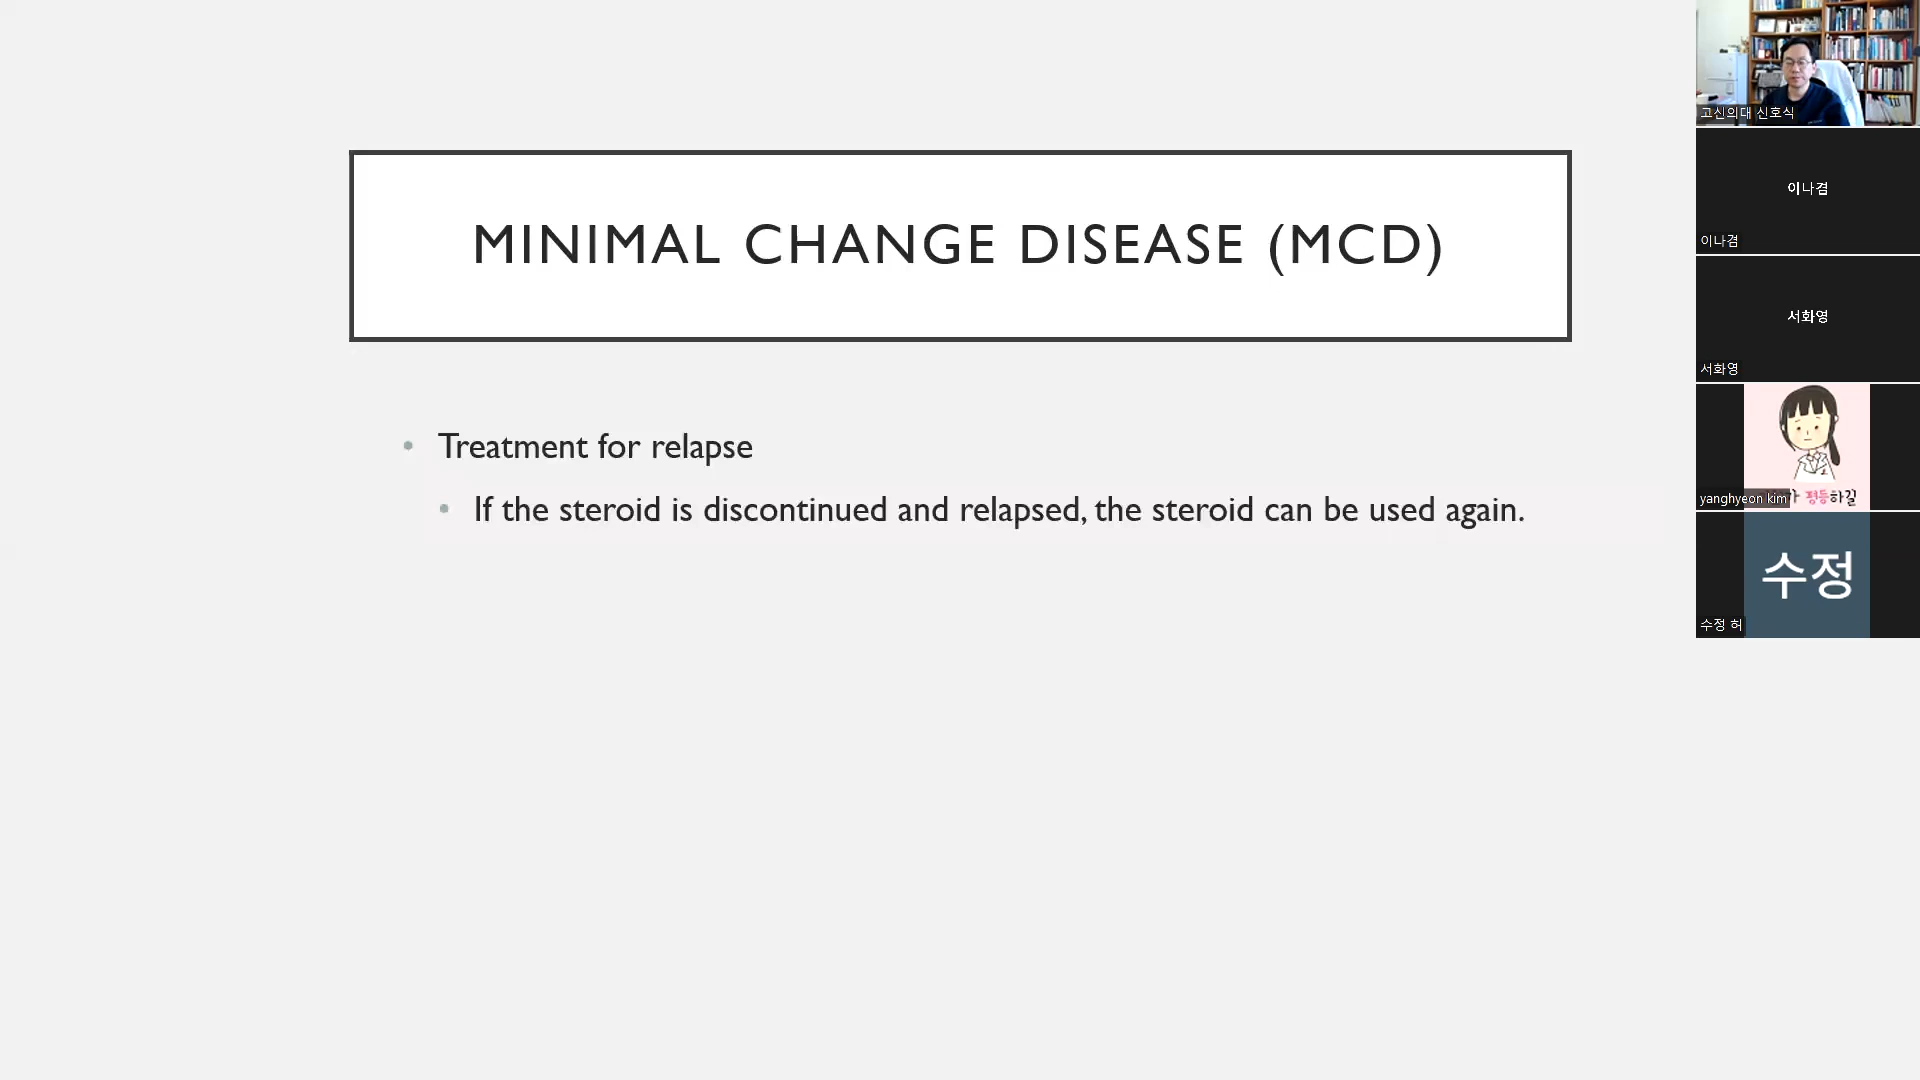 MINIMAL CHANGE DISEASE (MCD)
Treatment for relapse
If the steroid is discontinued and relapsed, the steroid can be used again.
고신의대 신호식
이나겸
이나겸
서화영
서화영
평등하길
yanghyeon kim
수정
수정 허